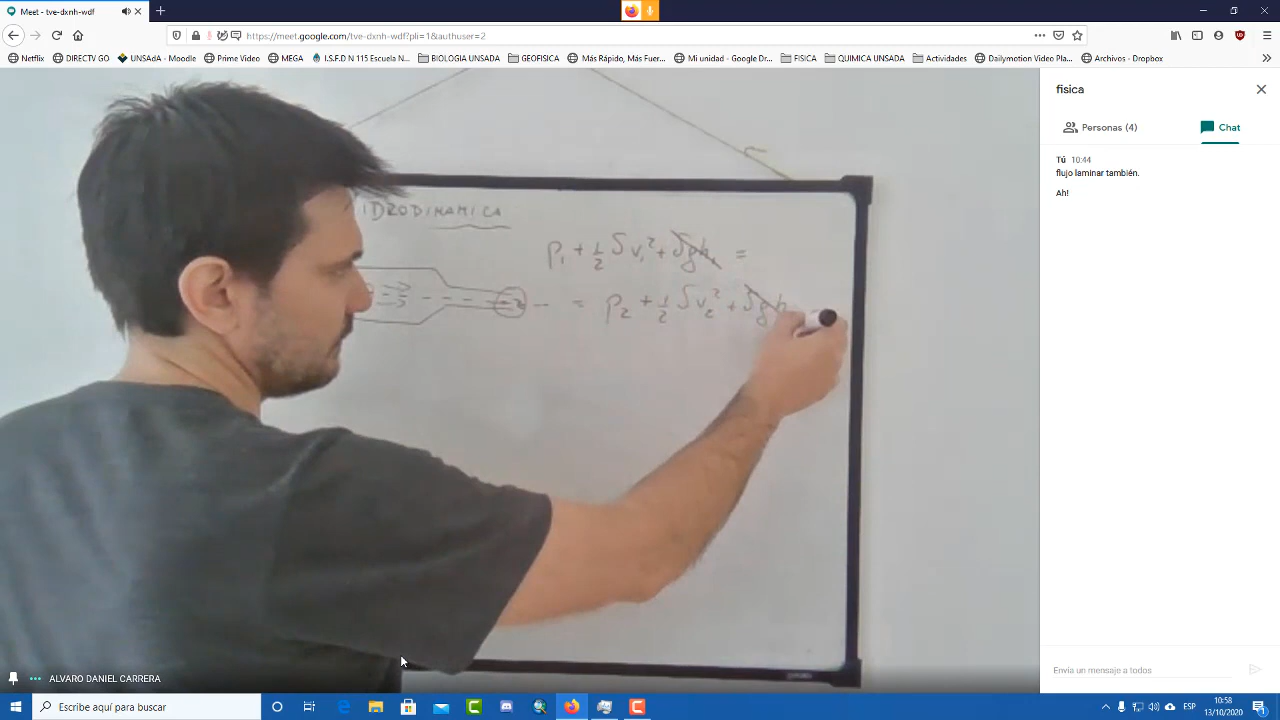 Meet - tve-dxnh-wdf
https://meet.google.com/tve-dxnh-wdf?pli=1&authuser=2
Netflix DIRECTV GO UNSAdA - Moodle Prime Video MEGA I.S.F.D N 115 Escuela N... BIOLOGIA UNSADA GEOFISICA Más Rápido, Más Fuer... Mi unidad - Google Dr... FISICA QUIMICA UNSADA Actividades Dailymotion Video Pla... Archivos - Dropbox
fisica
Personas (4) Chat
Tú 10:44
flujo laminar también.
Ah!
IDRODINAMICA
p₁ + 1/2 δ v₁² + δgh₁ =
= p₂ + 1/2 δ v₂² + δgh
Envía un mensaje a todos
ALVARO DANIEL CARRERA
Escribe aquí para buscar
ESP
10:58
13/10/2020